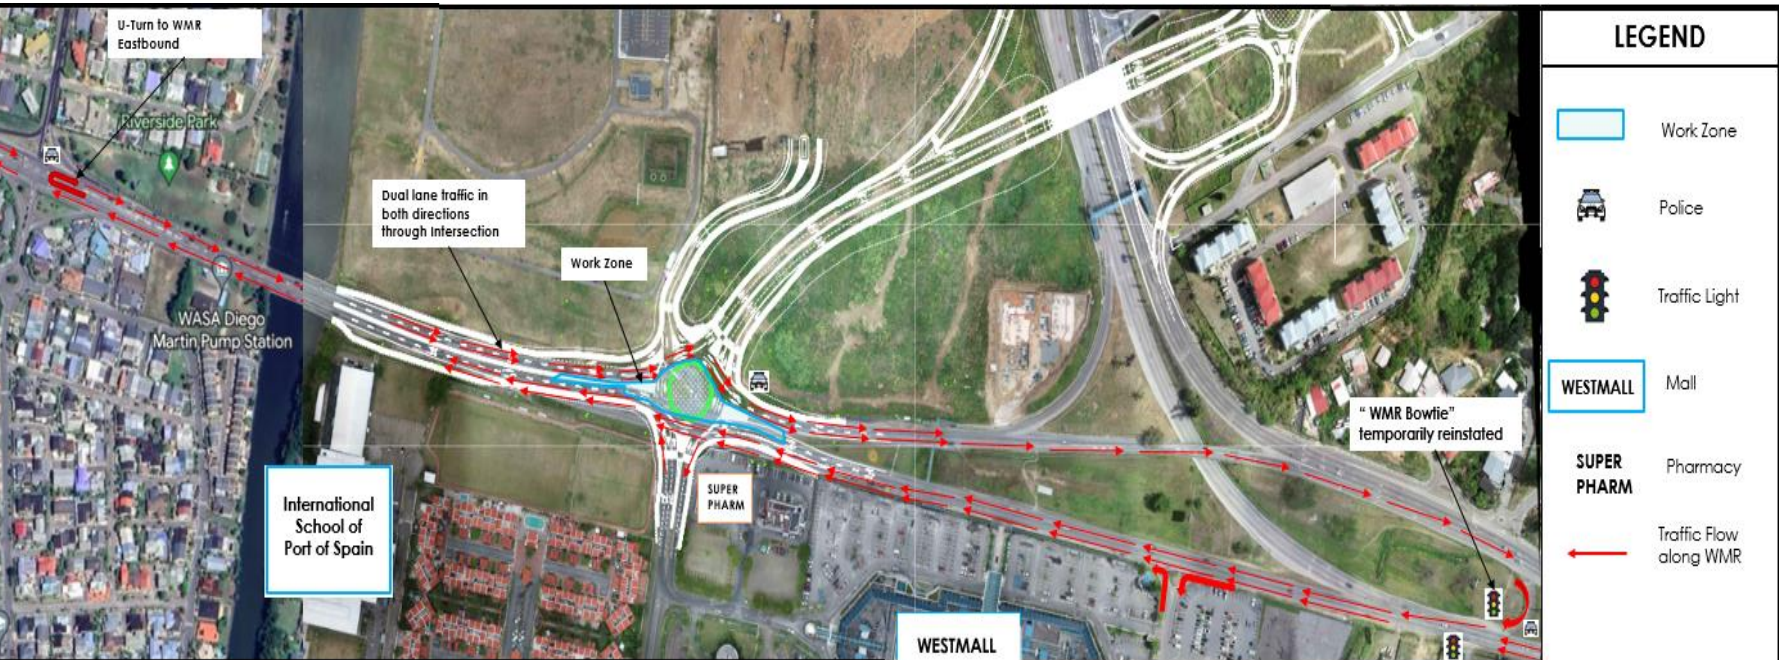 U-Turn to WMR
Eastbound
Riverside Park
Dual lane traffic in
both directions
through Intersection
Work Zone
WASA Diego
Martin Pump Station
International
School of
Port of Spain
SUPER
PHARM
WESTMALL
" WMR Bowtie"
temporarily reinstated
LEGEND
Work Zone
Police
Traffic Light
WESTMALL
Mall
SUPER
PHARM
Pharmacy
Traffic Flow
along WMR